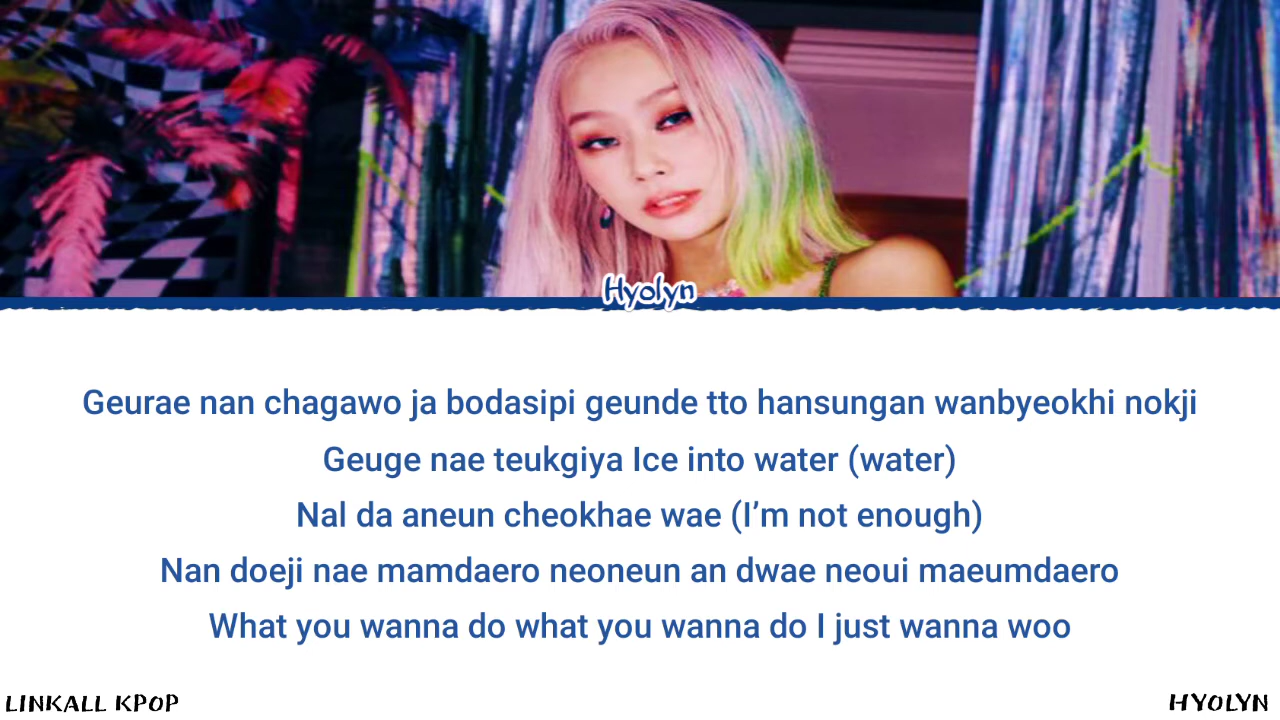 Hyolyn
Geurae nan chagawo ja bodasipi geunde tto hansungan wanbyeokhi nokji
Geuge nae teukgiya Ice into water (water)
Nal da aneun cheokhae wae (I’m not enough)
Nan doeji nae mamdaero neoneun an dwae neoui maeumdaero
What you wanna do what you wanna do I just wanna woo
LINKALL KPOP
HYOLYN